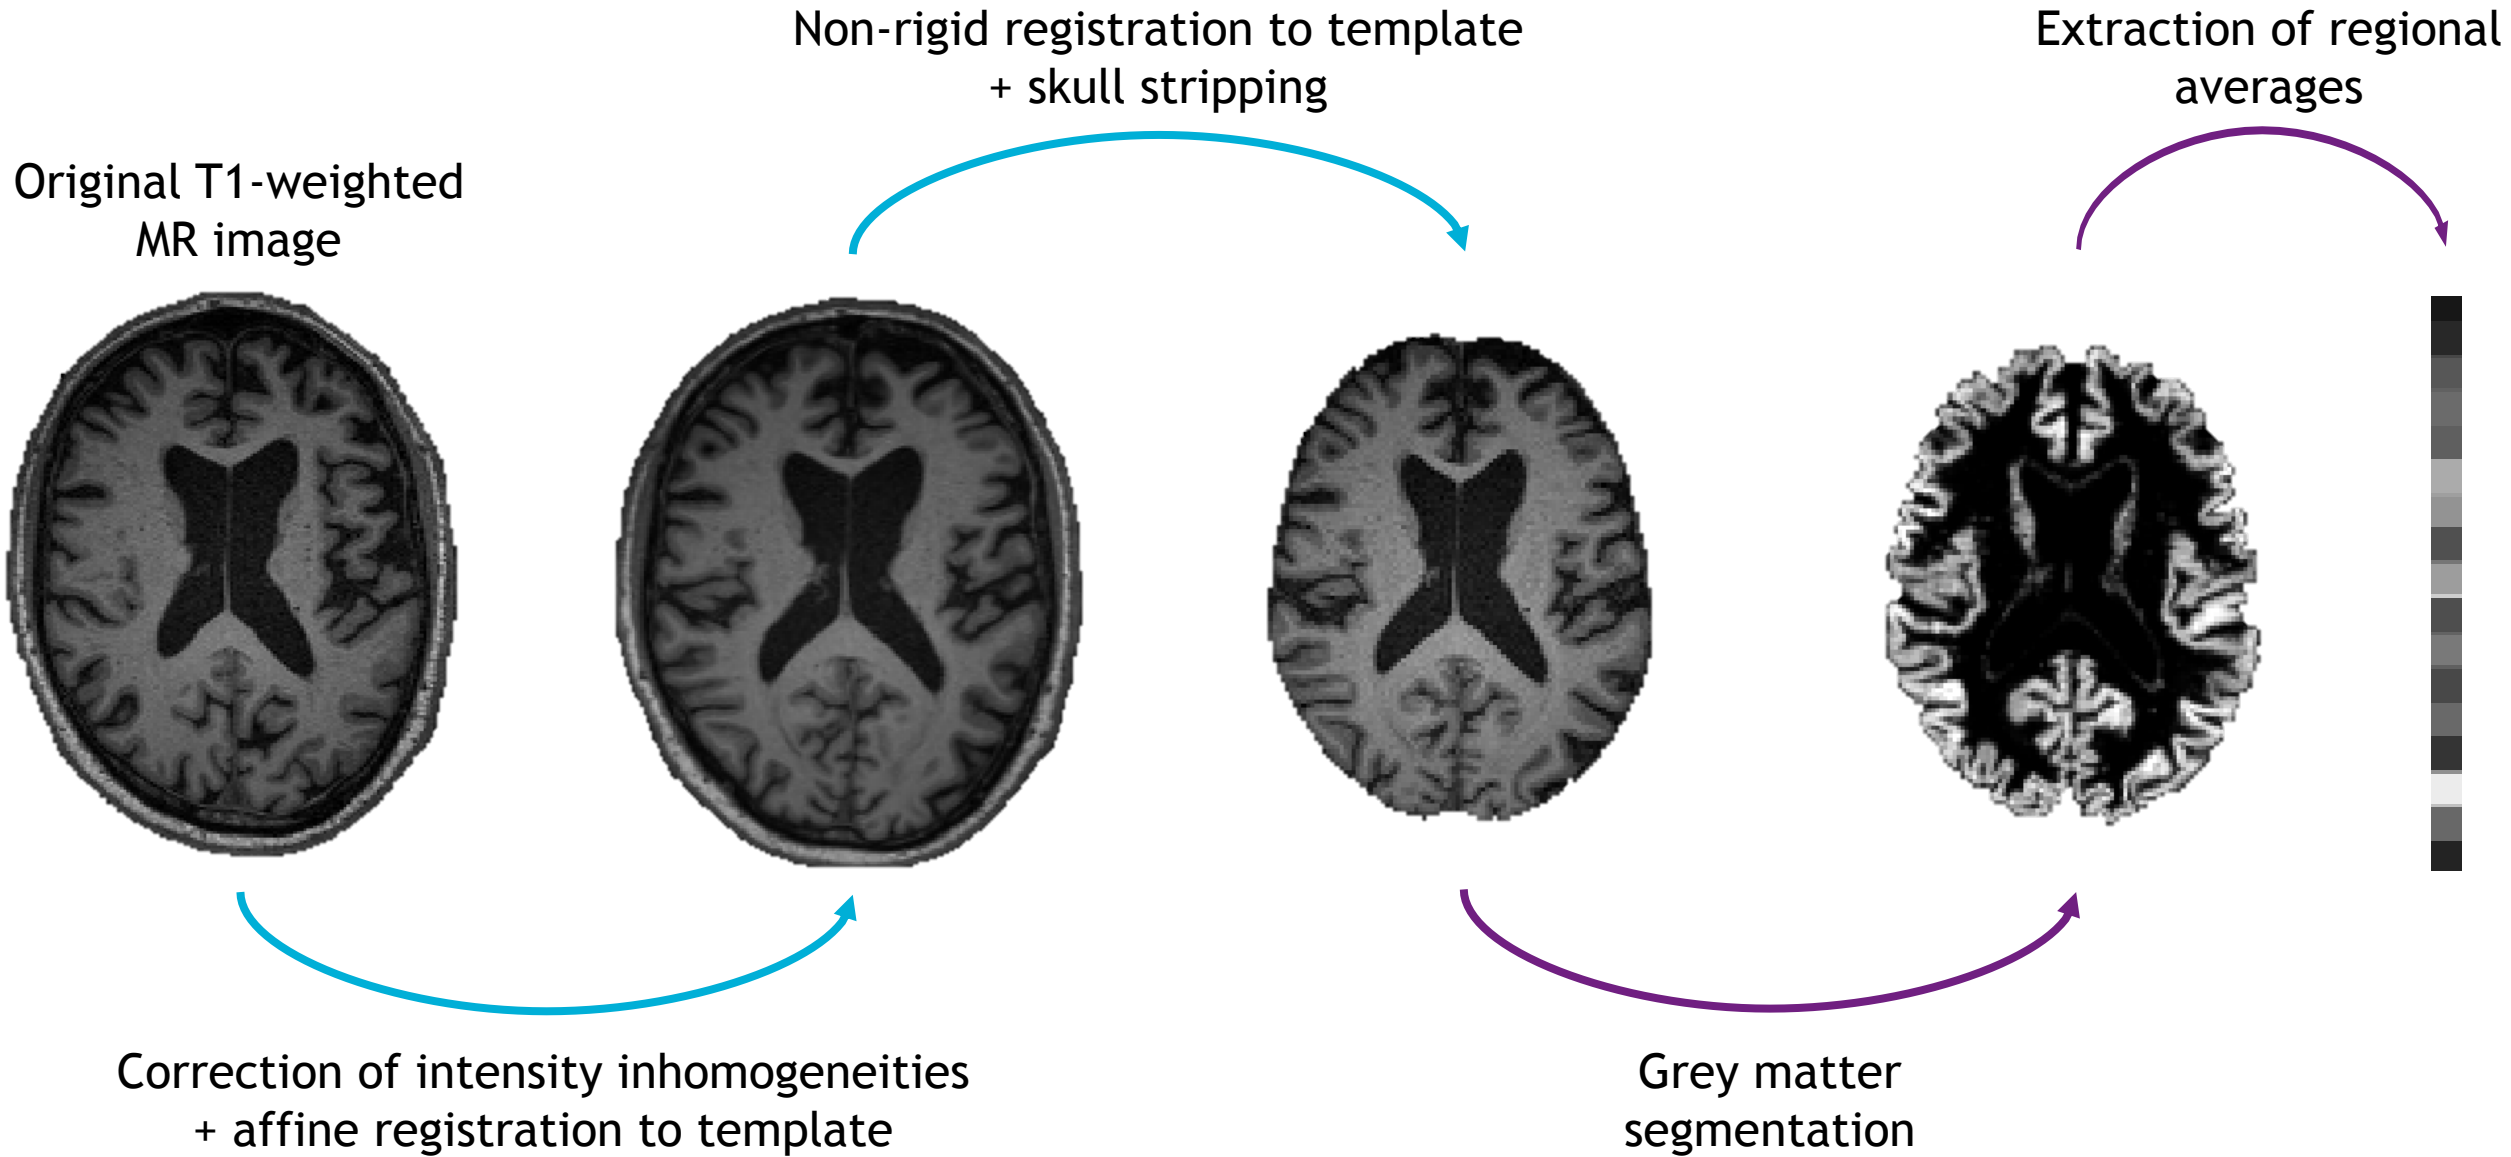 Original T1-weighted
MR image
Correction of intensity inhomogeneities
+ affine registration to template
Non-rigid registration to template
+ skull stripping
Grey matter
segmentation
Extraction of regional
averages